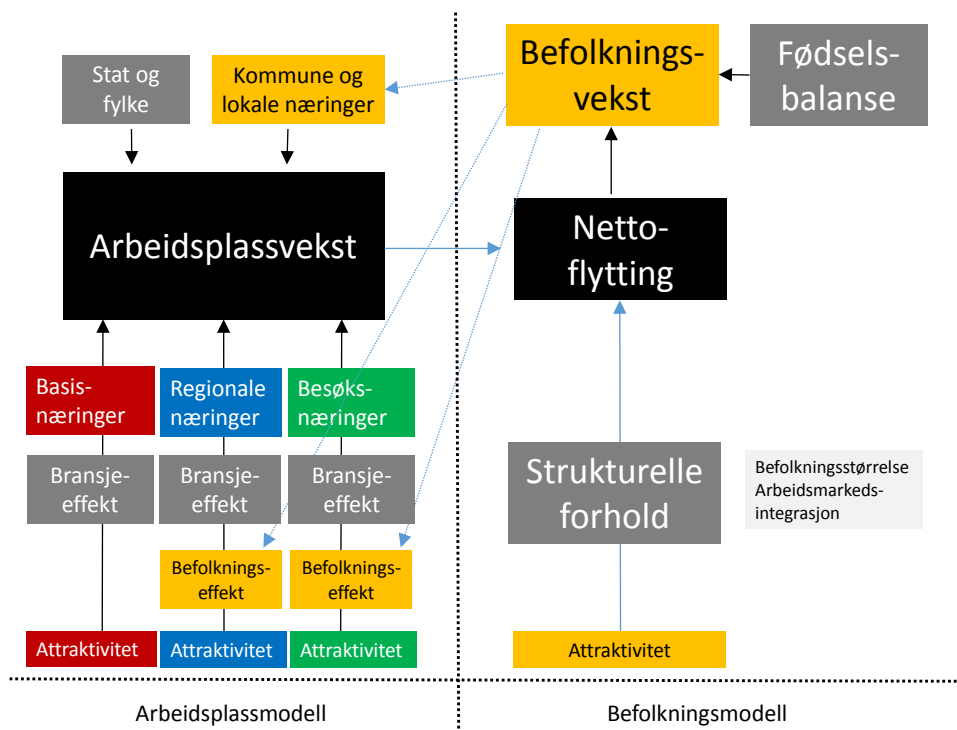 Stat og
fylke
Kommune og
lokale næringer
Befolknings-
vekst
Fødsels-
balanse
Arbeidsplassvekst
Netto-
flytting
Basis-
næringer
Regionale
næringer
Besøks-
næringer
Bransje-
effekt
Bransje-
effekt
Bransje-
effekt
Strukturelle
forhold
Befolkningsstørrelse
Arbeidsmarkeds-
integrasjon
Befolknings-
effekt
Befolknings-
effekt
Attraktivitet
Attraktivitet
Attraktivitet
Attraktivitet
Arbeidsplassmodell
Befolkningsmodell